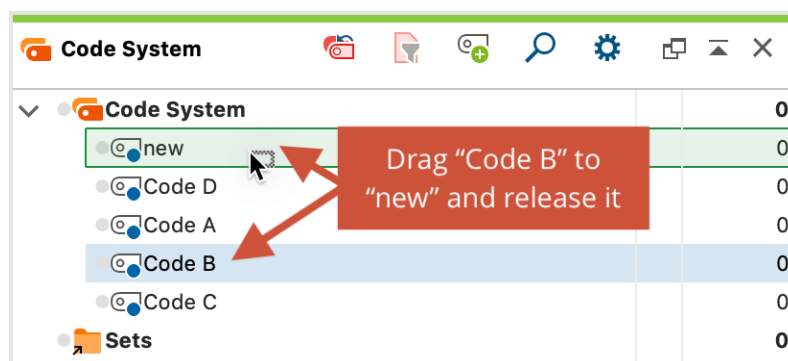 Code System
Code System 0
new 0
Drag “Code B” to
“new” and release it
Code D 0
Code A 0
Code B 0
Code C 0
Sets 0